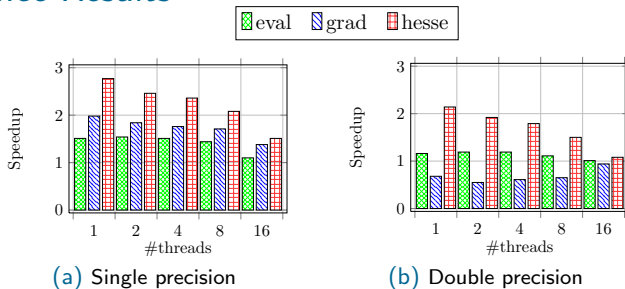 Results
eval grad hesse
3
2
1
0
Speedup
1 2 4 8 16
#threads
(a) Single precision
3
2
1
0
Speedup
1 2 4 8 16
#threads
(b) Double precision